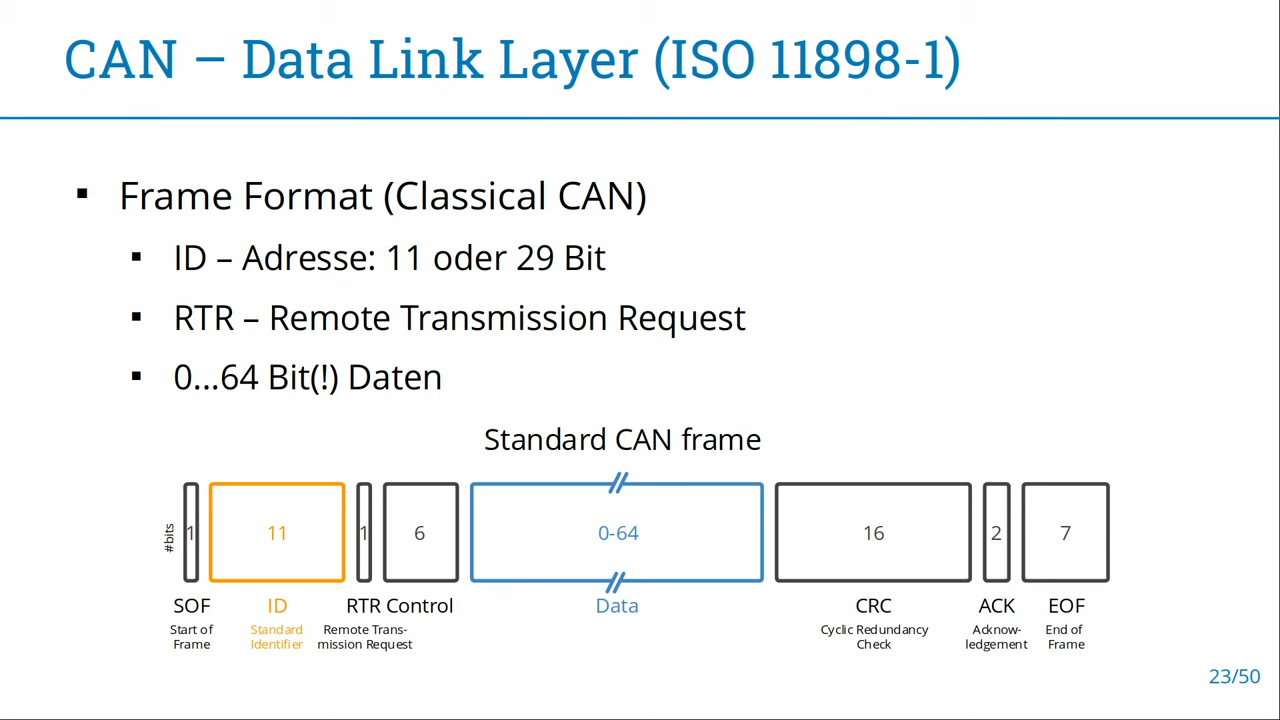 CAN – Data Link Layer (ISO 11898-1)
▪ Frame Format (Classical CAN)
▪ ID – Adresse: 11 oder 29 Bit
▪ RTR – Remote Transmission Request
▪ 0...64 Bit(!) Daten
Standard CAN frame
#bits 1 11 1 6 0-64 16 2 7
SOF ID RTR Control Data CRC ACK EOF
Start of Standard Remote Trans- Cyclic Redundancy Acknow- End of
Frame Identifier mission Request Check ledgement Frame
23/50